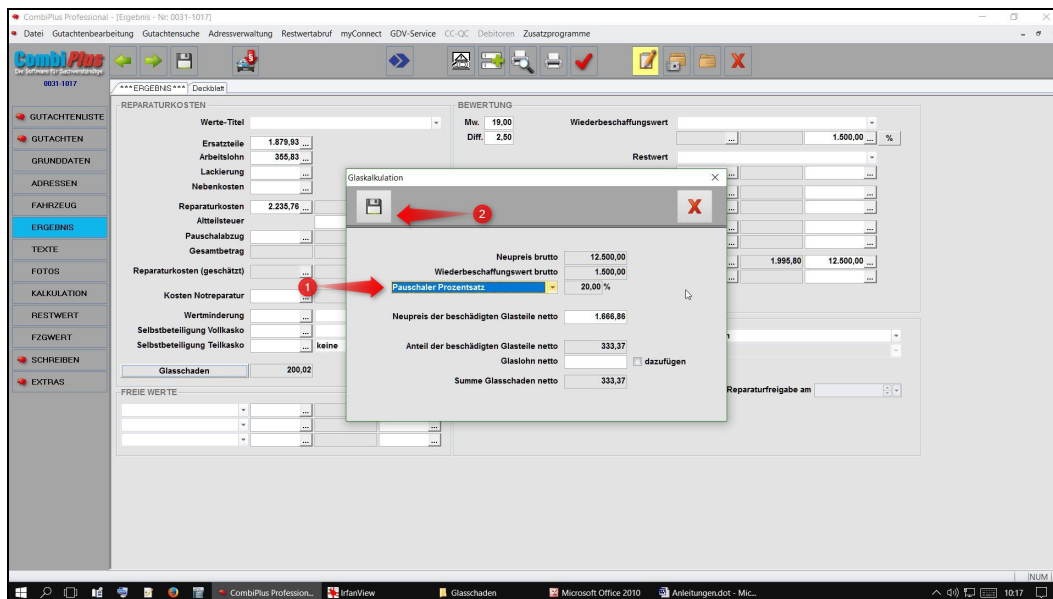 CombiPlus Professional - [Ergebnis - Nr: 0031-1017]
Datei Gutachtenbearbeitung Gutachtensuche Adressverwaltung Restwertabruf myConnect GDV-Service CC-QC Debitoren Zusatzprogramme
CombiPlus
Die Software für Sachverständige
0031-1017
***ERGEBNIS*** Deckblatt
GUTACHTENLISTE
GUTACHTEN
GRUNDDATEN
ADRESSEN
FAHRZEUG
ERGEBNIS
TEXTE
FOTOS
KALKULATION
RESTWERT
FZGWERT
SCHREIBEN
EXTRAS
REPARATURKOSTEN
Werte-Titel
Ersatzteile 1.879,93 ...
Arbeitslohn 355,83 ...
Lackierung ...
Nebenkosten ...
Reparaturkosten 2.235,76 ...
Altteilsteuer
Pauschalabzug ...
Gesamtbetrag
Reparaturkosten (geschätzt) ...
Kosten Notreparatur ...
Wertminderung ...
Selbstbeteiligung Vollkasko ...
Selbstbeteiligung Teilkasko ... keine
Glasschaden 200,02
FREIE WERTE
...
...
... ...
BEWERTUNG
Mw. 19,00 Wiederbeschaffungswert
Diff. 2,50 ... 1.500,00 ... %
Restwert
... ...
... ...
... ...
... ...
... 1.995,80 12.500,00 ...
... ...
Reparaturfreigabe am
Glaskalkulation
2
Neupreis brutto 12.500,00
Wiederbeschaffungswert brutto 1.500,00
1 Pauschaler Prozentsatz 20,00 %
Neupreis der beschädigten Glasteile netto 1.666,86
Anteil der beschädigten Glasteile netto 333,37
Glaslohn netto dazufügen
Summe Glasschaden netto 333,37
NUM
CombiPlus Profession... IrfanView Glasschaden Microsoft Office 2010 Anleitungen.dot - Mic... 10:17